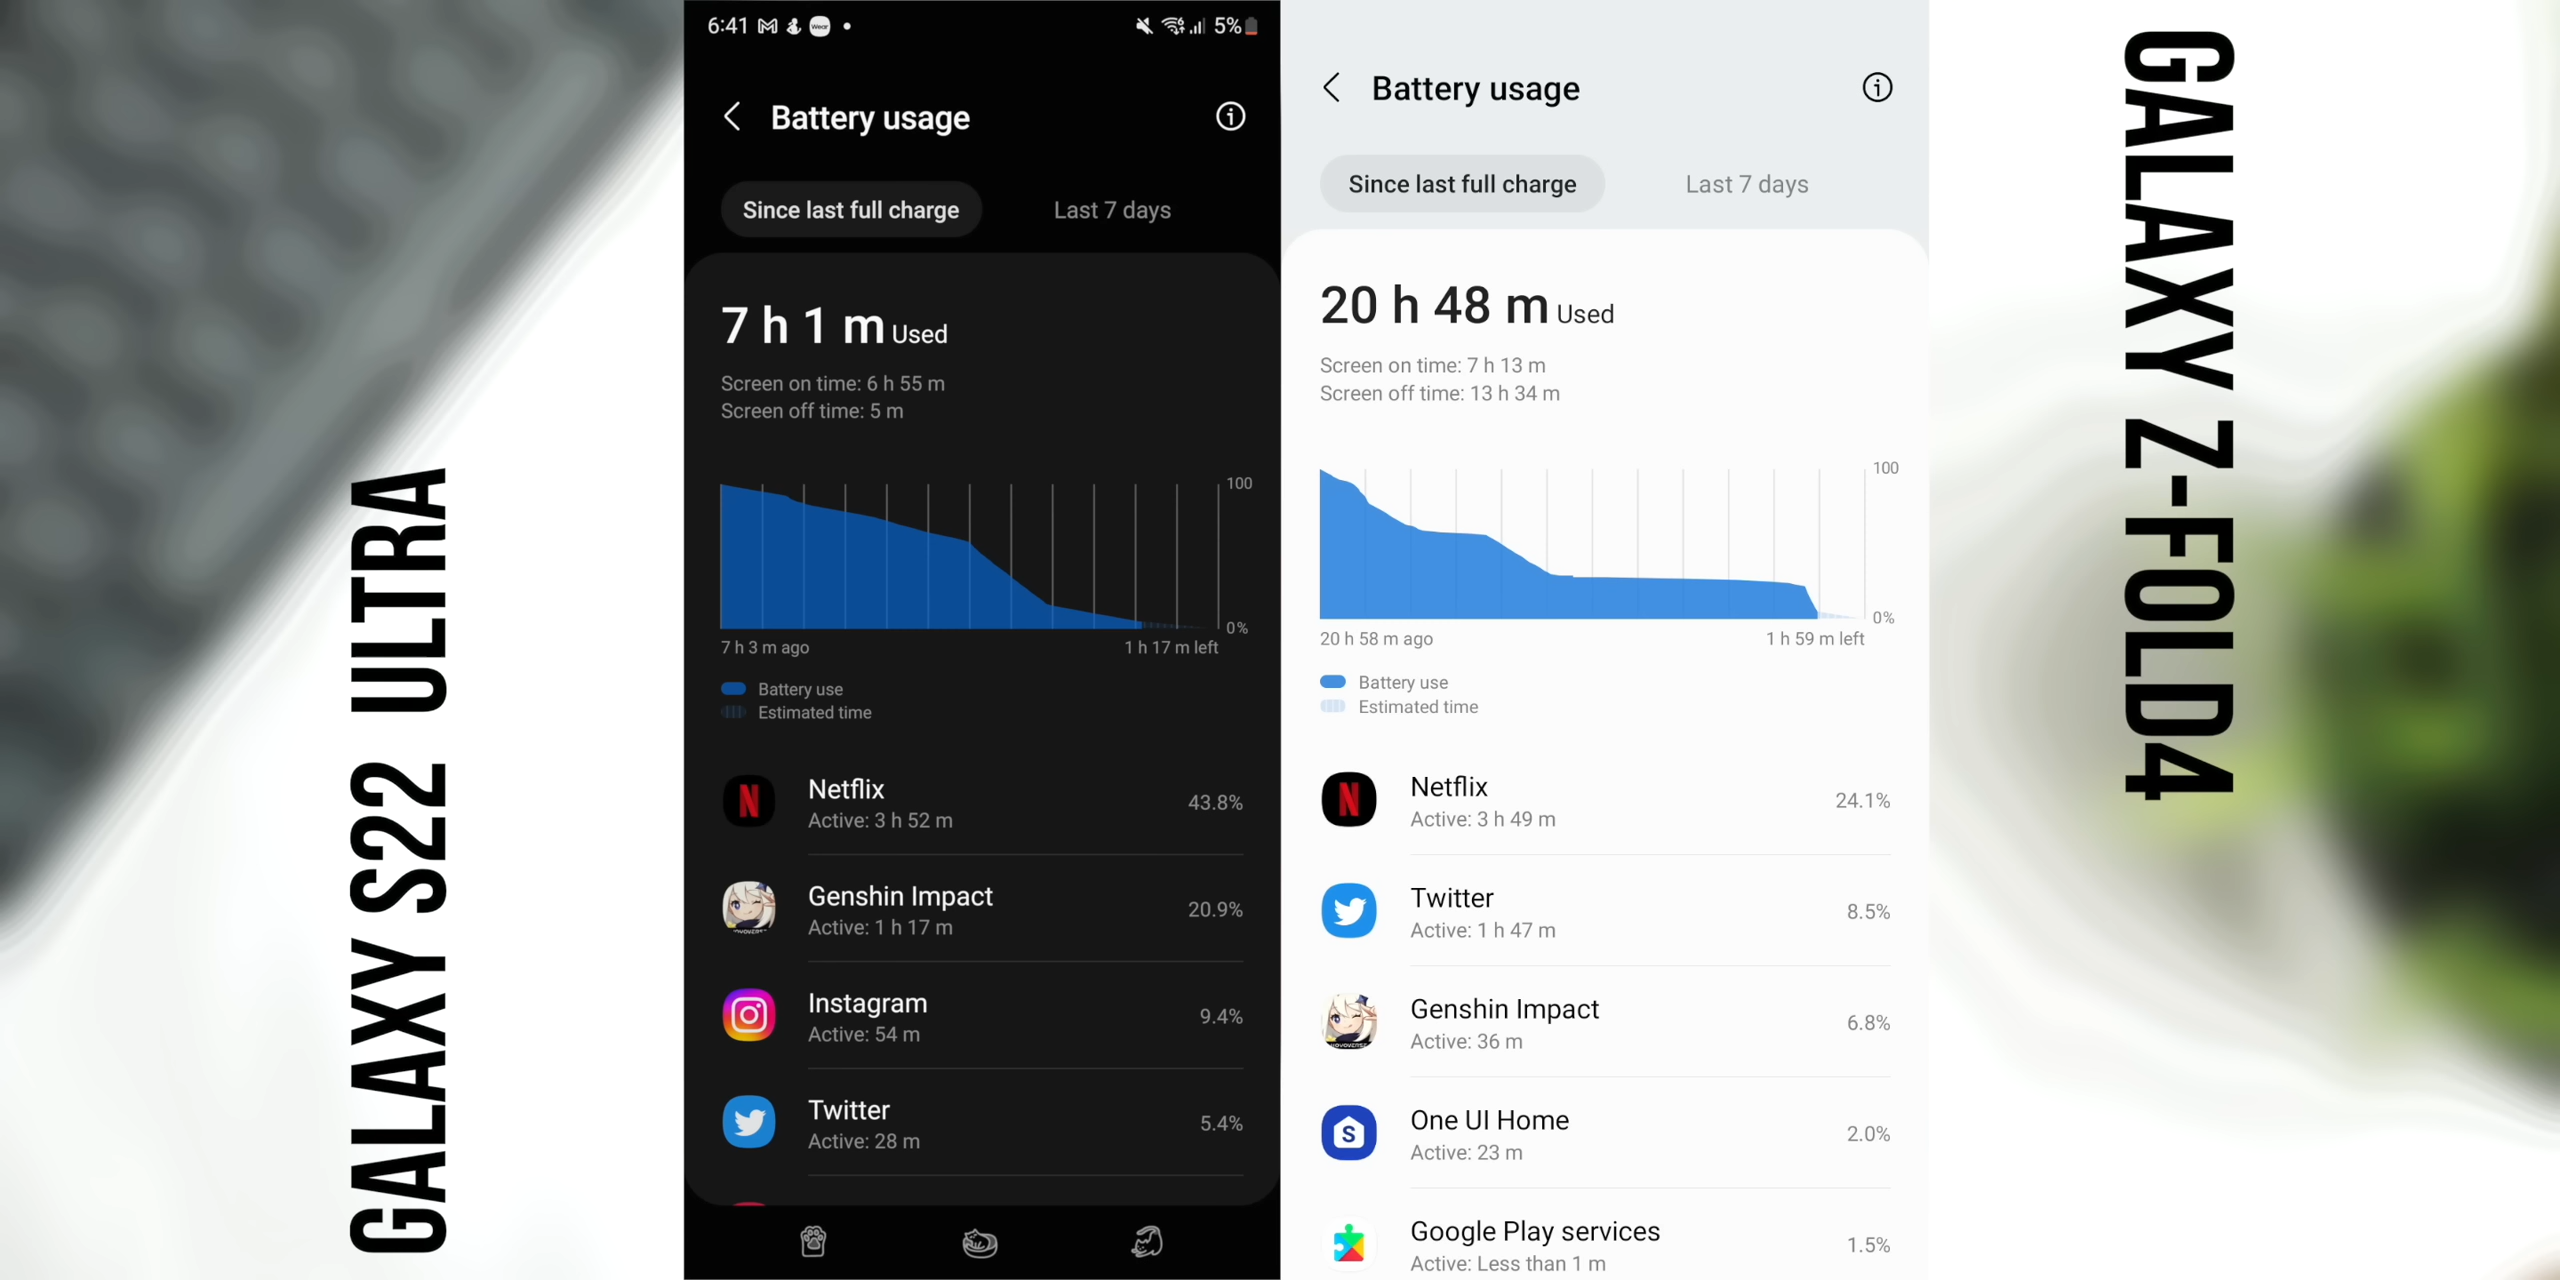 GALAXY S22 ULTRA
6:41
Wear
5%
Battery usage
Since last full charge
Last 7 days
7 h 1 m Used
Screen on time: 6 h 55 m
Screen off time: 5 m
100
0%
7 h 3 m ago
1 h 17 m left
Battery use
Estimated time
Netflix
Active: 3 h 52 m
43.8%
Genshin Impact
Active: 1 h 17 m
20.9%
Instagram
Active: 54 m
9.4%
Twitter
Active: 28 m
5.4%
Battery usage
Since last full charge
Last 7 days
20 h 48 m Used
Screen on time: 7 h 13 m
Screen off time: 13 h 34 m
100
0%
20 h 58 m ago
1 h 59 m left
Battery use
Estimated time
Netflix
Active: 3 h 49 m
24.1%
Twitter
Active: 1 h 47 m
8.5%
Genshin Impact
Active: 36 m
6.8%
One UI Home
Active: 23 m
2.0%
Google Play services
Active: Less than 1 m
1.5%
GALAXY Z-FOLD4